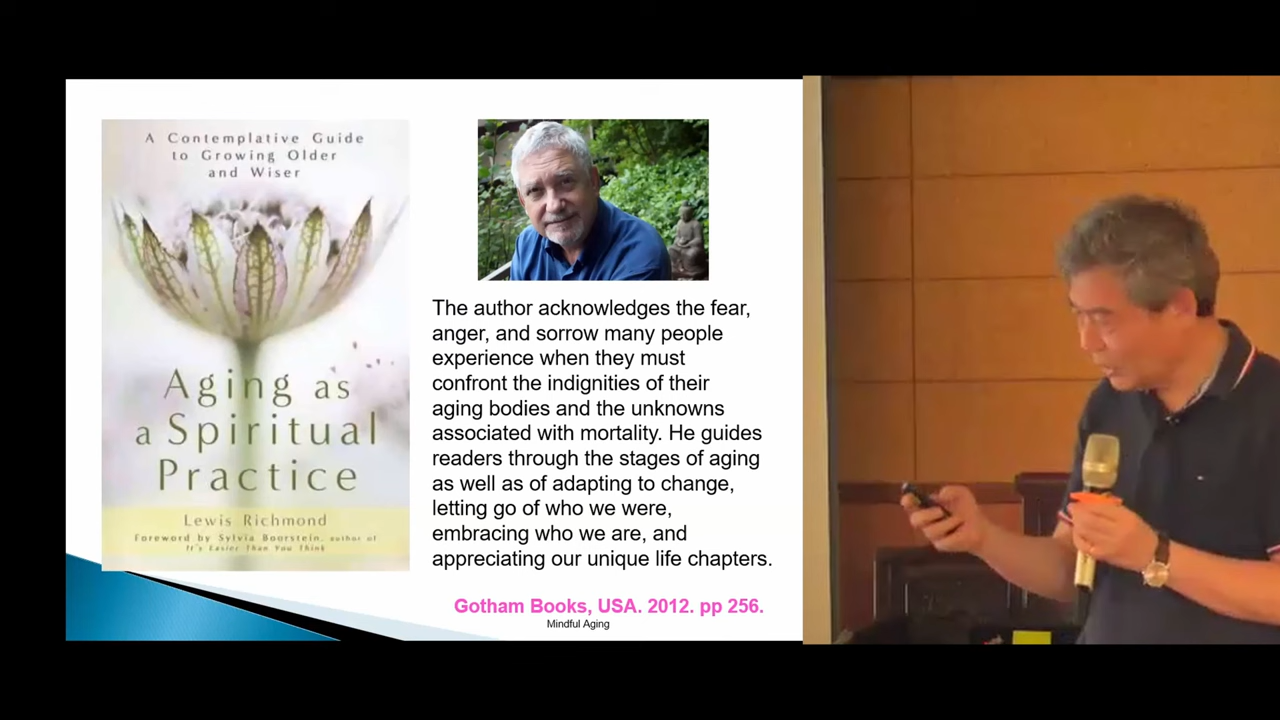 A Contemplative Guide
to Growing Older
and Wiser
Aging as
a Spiritual
Practice
Lewis Richmond
Foreword by Sylvia Boorstein, author of
It's Easier Than You Think
The author acknowledges the fear,
anger, and sorrow many people
experience when they must
confront the indignities of their
aging bodies and the unknowns
associated with mortality. He guides
readers through the stages of aging
as well as of adapting to change,
letting go of who we were,
embracing who we are, and
appreciating our unique life chapters.
Gotham Books, USA. 2012. pp 256.
Mindful Aging